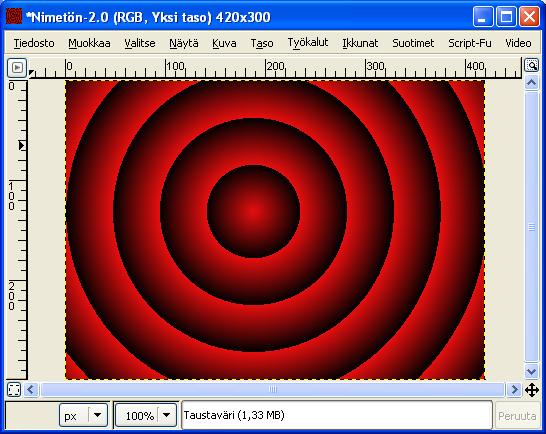 *Nimetön-2.0 (RGB, Yksi taso) 420x300
Tiedosto Muokkaa Valitse Näytä Kuva Taso Työkalut Ikkunat Suotimet Script-Fu Video
0 100 200 300 400
0
100
200
px 100% Taustaväri (1,33 MB) Peruuta